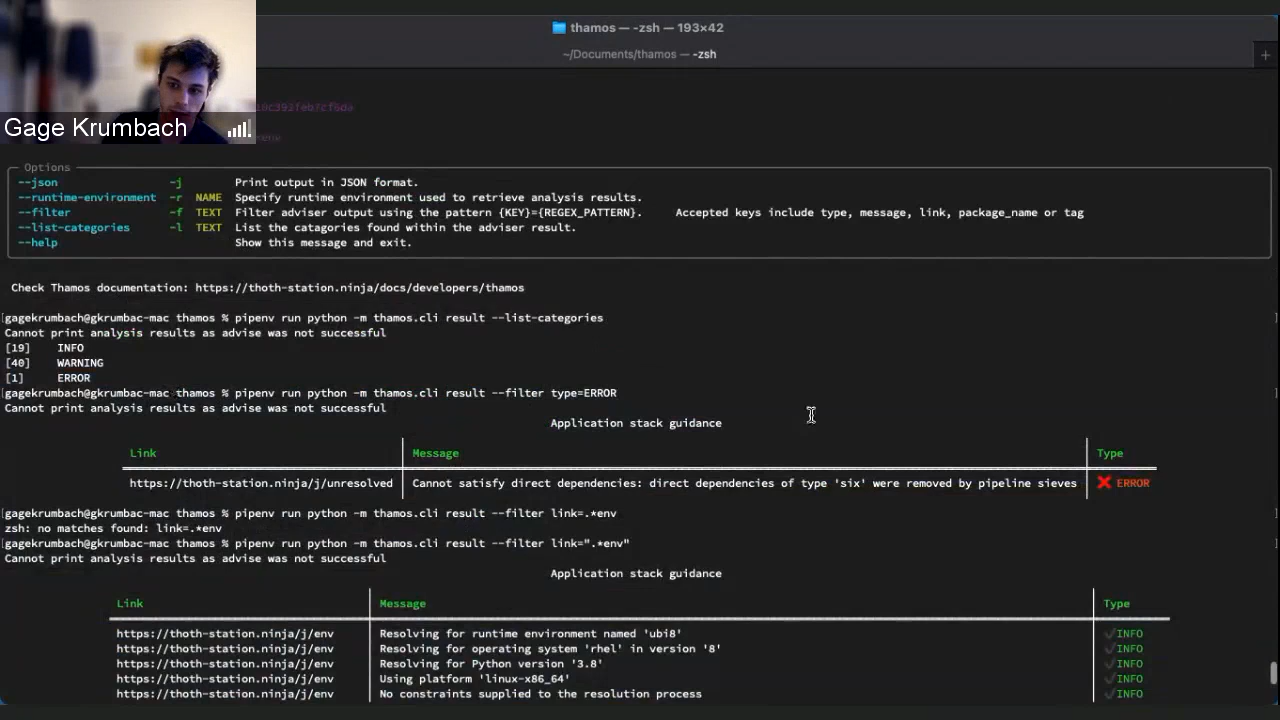 thamos — -zsh — 193×42
~/Documents/thamos — -zsh
+
Gage Krumbach
Options
--json -j Print output in JSON format.
--runtime-environment -r NAME Specify runtime environment used to retrieve analysis results.
--filter -f TEXT Filter adviser output using the pattern {KEY}={REGEX_PATTERN}. Accepted keys include type, message, link, package_name or tag
--list-categories -l TEXT List the catagories found within the adviser result.
--help Show this message and exit.
Check Thamos documentation: https://thoth-station.ninja/docs/developers/thamos
[gagekrumbach@gkrumbac-mac thamos % pipenv run python -m thamos.cli result --list-categories ]
Cannot print analysis results as advise was not successful
[19] INFO
[40] WARNING
[1] ERROR
[gagekrumbach@gkrumbac-mac thamos % pipenv run python -m thamos.cli result --filter type=ERROR ]
Cannot print analysis results as advise was not successful
Application stack guidance
Link Message Type
https://thoth-station.ninja/j/unresolved Cannot satisfy direct dependencies: direct dependencies of type 'six' were removed by pipeline sieves ❌ ERROR
[gagekrumbach@gkrumbac-mac thamos % pipenv run python -m thamos.cli result --filter link=.*env ]
zsh: no matches found: link=.*env
[gagekrumbach@gkrumbac-mac thamos % pipenv run python -m thamos.cli result --filter link=".*env" ]
Cannot print analysis results as advise was not successful
Application stack guidance
Link Message Type
https://thoth-station.ninja/j/env Resolving for runtime environment named 'ubi8' ✓INFO
https://thoth-station.ninja/j/env Resolving for operating system 'rhel' in version '8' ✓INFO
https://thoth-station.ninja/j/env Resolving for Python version '3.8' ✓INFO
https://thoth-station.ninja/j/env Using platform 'linux-x86_64' ✓INFO
https://thoth-station.ninja/j/env No constraints supplied to the resolution process ✓INFO